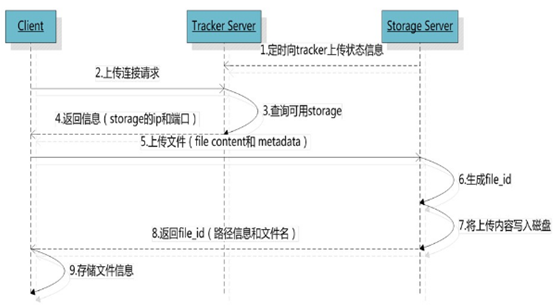 Client
Tracker Server
Storage Server
1.定时向tracker上传状态信息
2.上传连接请求
3.查询可用storage
4.返回信息（storage的ip和端口）
5.上传文件（file content和 metadata）
6.生成file_id
7.将上传内容写入磁盘
8.返回file_id（路径信息和文件名）
9.存储文件信息